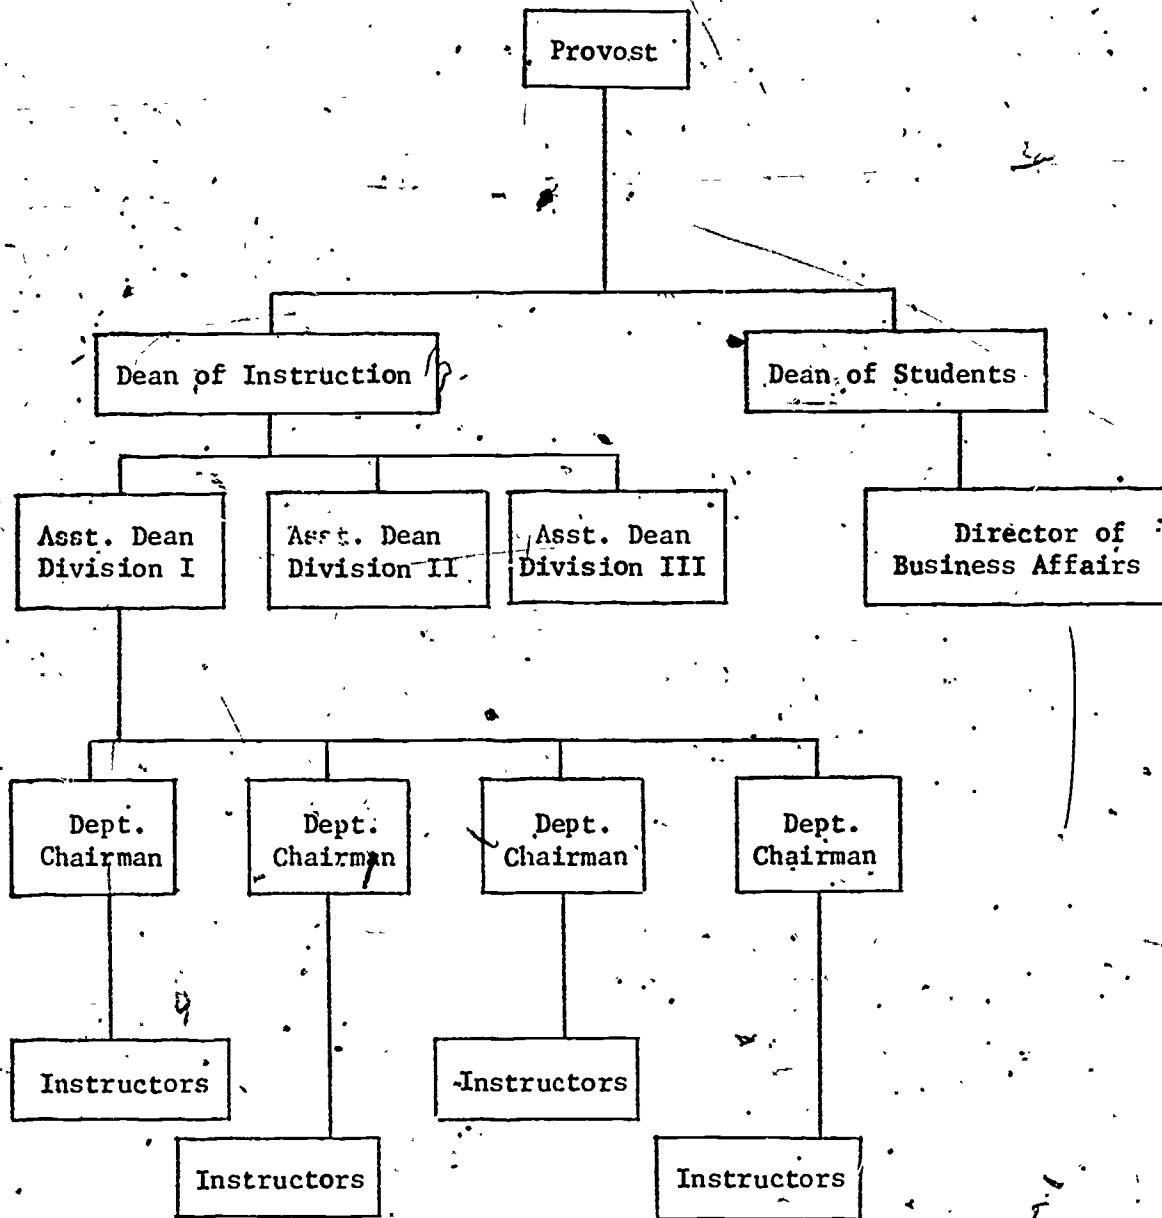 Provost
Dean of Instruction
Dean of Students
Asst. Dean
Division I
Asst. Dean
Division II
Asst. Dean
Division III
Director of
Business Affairs
Dept.
Chairman
Dept.
Chairman
Dept.
Chairman
Dept.
Chairman
Instructors
Instructors
Instructors
Instructors